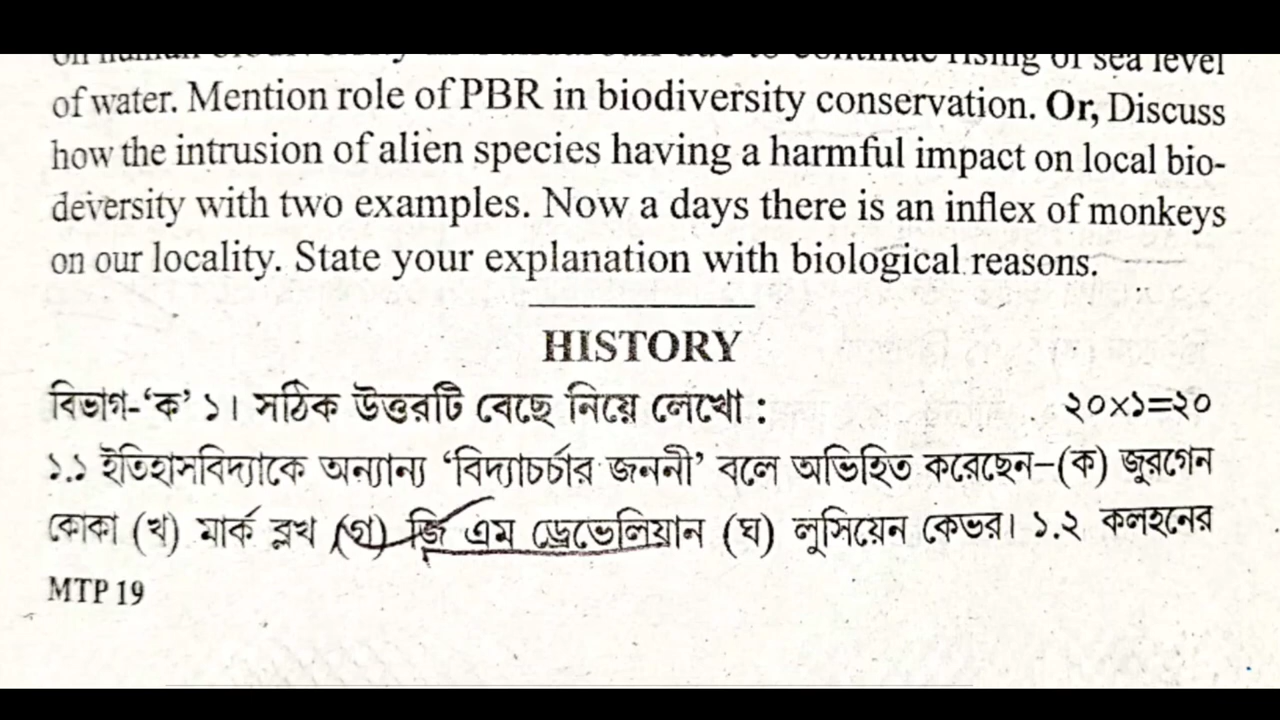 of water. Mention role of PBR in biodiversity conservation. Or, Discuss
how the intrusion of alien species having a harmful impact on local bio-
deversity with two examples. Now a days there is an inflex of monkeys
on our locality. State your explanation with biological reasons.
HISTORY
বিভাগ-‘ক’ ১। সঠিক উত্তরটি বেছে নিয়ে লেখো : ২০×১=২০
১.১ ইতিহাসবিদ্যাকে অন্যান্য ‘বিদ্যাচর্চার জননী’ বলে অভিহিত করেছেন–(ক) জুরগেন
কোকা (খ) মার্ক ব্লখ (গ) জি এম ড্রেভেলিয়ান (ঘ) লুসিয়েন কেভর। ১.২ কলহনের
MTP 19